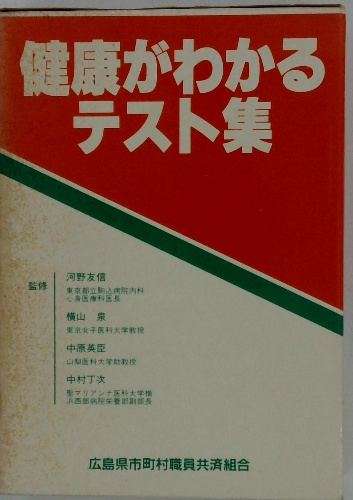 健康がわかる
テスト集
監修
河野友信
東京都立駒込病院内科
心身医療科医長
横山 泉
東京女子医科大学教授
中原英臣
山梨医科大学助教授
中村丁次
聖マリアンナ医科大学横
浜西部病院栄養部副部長
広島県市町村職員共済組合